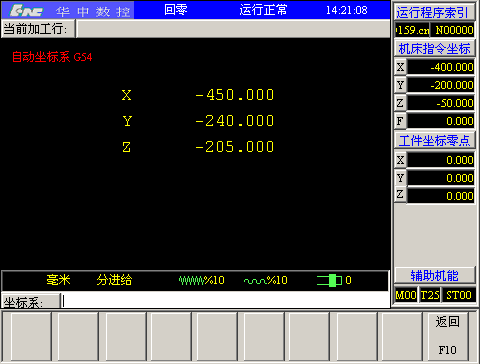 华中数控 回零 运行正常 14:21:08
运行程序索引
O159.cn N00000
当前加工行:
机床指令坐标
自动坐标系 G54
X -400.000
Y -200.000
Z -50.000
F 0.000
X -450.000
Y -240.000
Z -205.000
工件坐标零点
X 0.000
Y 0.000
Z 0.000
辅助机能
毫米 分进给 %10 %10 0
M00 T25 ST00
坐标系:
返回
F10